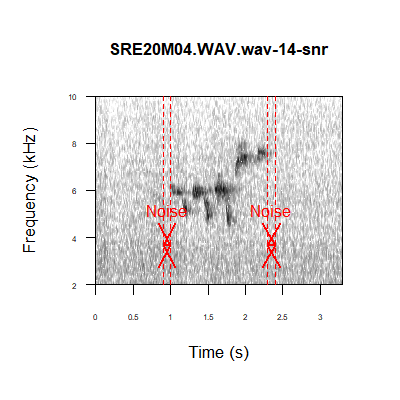 SRE20M04.WAV.wav-14-snr
Frequency (kHz)
10
8
6
4
2
Noise
Noise
0 0.5 1 1.5 2 2.5 3
Time (s)